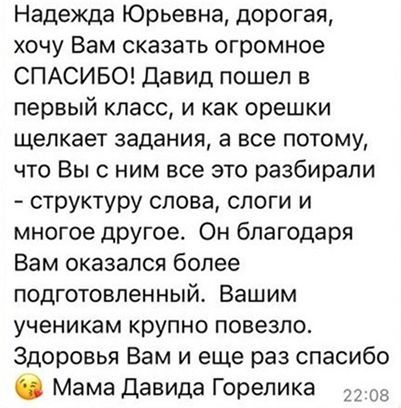 Надежда Юрьевна, дорогая,
хочу Вам сказать огромное
СПАСИБО! Давид пошел в
первый класс, и как орешки
щелкает задания, а все потому,
что Вы с ним все это разбирали
- структуру слова, слоги и
многое другое.  Он благодаря
Вам оказался более
подготовленный.  Вашим
ученикам крупно повезло.
Здоровья Вам и еще раз спасибо
😘 Мама Давида Горелика 22:08